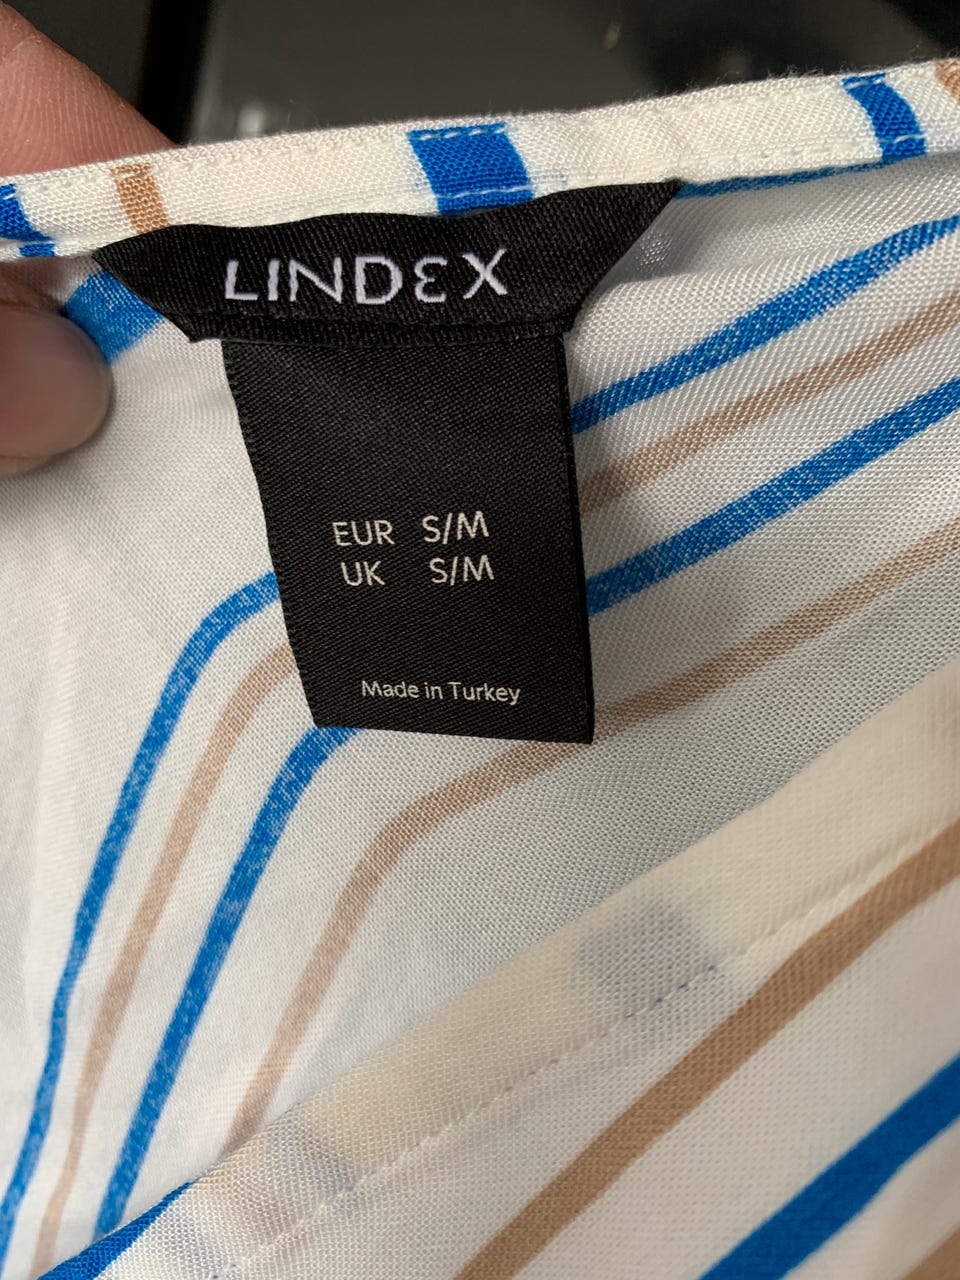 LINDEX
EUR S/M
UK S/M
Made in Turkey